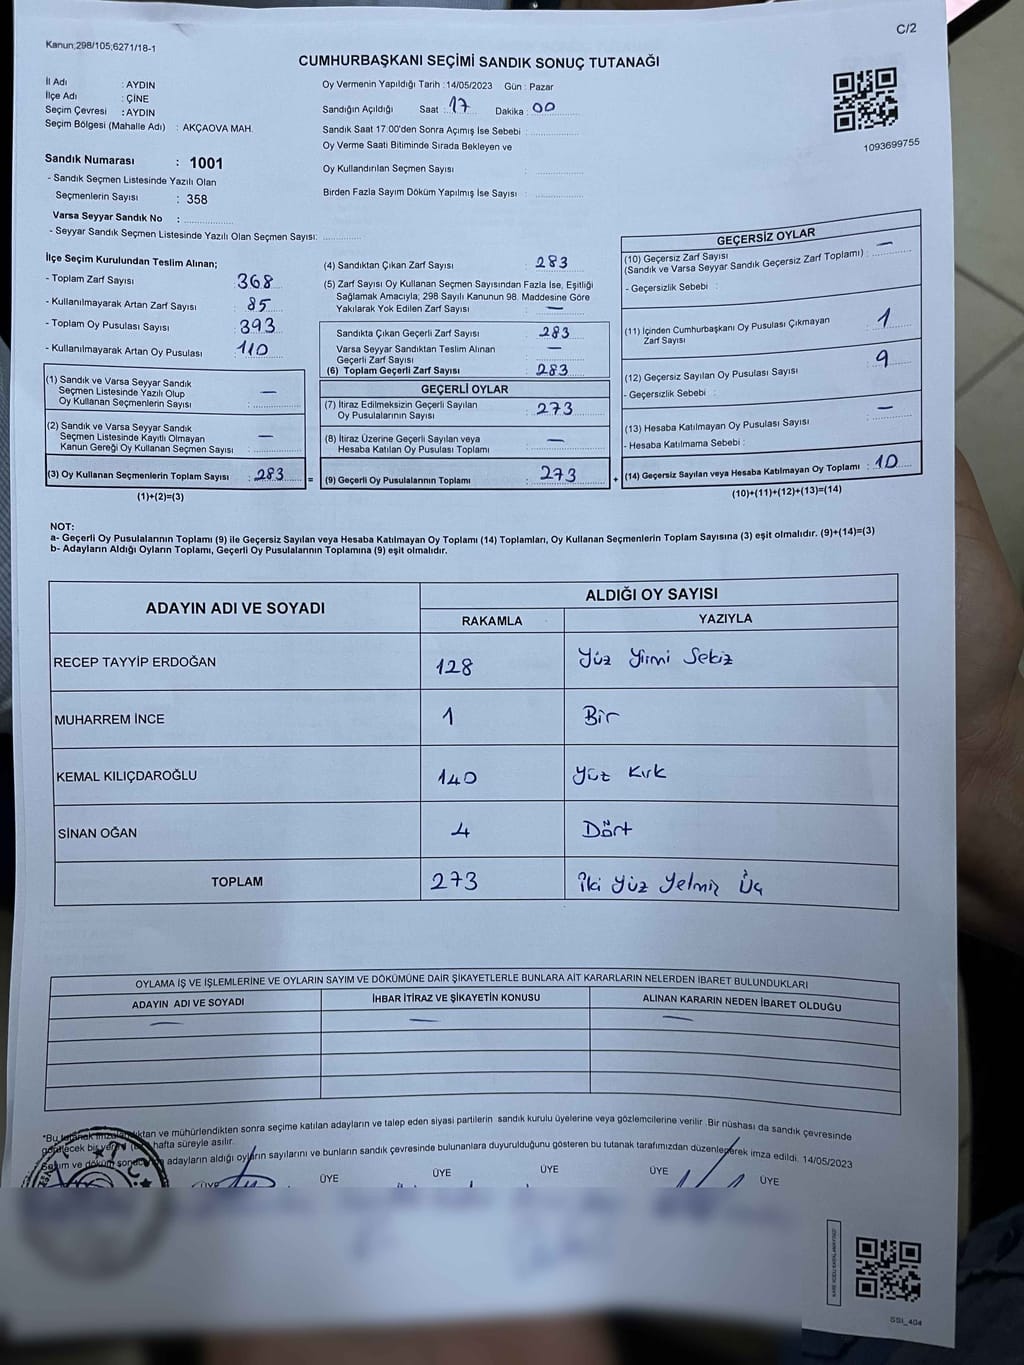 C/2
Kanun;298/105;6271/18-1
CUMHURBAŞKANI SEÇİMİ SANDIK SONUÇ TUTANAĞI
İl Adı : AYDIN
İlçe Adı : ÇİNE
Seçim Çevresi : AYDIN
Seçim Bölgesi (Mahalle Adı) : AKÇAOVA MAH.
Sandık Numarası : 1001
- Sandık Seçmen Listesinde Yazılı Olan
Seçmenlerin Sayısı : 358
Varsa Seyyar Sandık No :
- Seyyar Sandık Seçmen Listesinde Yazılı Olan Seçmen Sayısı:
Oy Vermenin Yapıldığı Tarih : 14/05/2023 Gün : Pazar
Sandığın Açıldığı Saat : 17 Dakika : 00
Sandık Saat 17:00'den Sonra Açımış İse Sebebi :
Oy Verme Saati Bitiminde Sırada Bekleyen ve
Oy Kullandırılan Seçmen Sayısı :
Birden Fazla Sayım Döküm Yapılmış İse Sayısı :
1093699755
İlçe Seçim Kurulundan Teslim Alınan;
- Toplam Zarf Sayısı : 368
- Kullanılmayarak Artan Zarf Sayısı : 85
- Toplam Oy Pusulası Sayısı : 393
- Kullanılmayarak Artan Oy Pusulası : 110
(1) Sandık ve Varsa Seyyar Sandık
Seçmen Listesinde Yazılı Olup
Oy Kullanan Seçmenlerin Sayısı : —
(2) Sandık ve Varsa Seyyar Sandık
Seçmen Listesinde Kayıtlı Olmayan
Kanun Gereği Oy Kullanan Seçmen Sayısı : —
(3) Oy Kullanan Seçmenlerin Toplam Sayısı : 283 =
(1)+(2)=(3)
(4) Sandıktan Çıkan Zarf Sayısı : 283
(5) Zarf Sayısı Oy Kullanan Seçmen Sayısından Fazla İse, Eşitliği
Sağlamak Amacıyla; 298 Sayılı Kanunun 98. Maddesine Göre
Yakılarak Yok Edilen Zarf Sayısı : —
Sandıkta Çıkan Geçerli Zarf Sayısı : 283
Varsa Seyyar Sandıktan Teslim Alınan
Geçerli Zarf Sayısı : —
(6) Toplam Geçerli Zarf Sayısı : 283
GEÇERLİ OYLAR
(7) İtiraz Edilmeksizin Geçerli Sayılan
Oy Pusulalarının Sayısı : 273
(8) İtiraz Üzerine Geçerli Sayılan veya
Hesaba Katılan Oy Pusulası Toplamı : —
(9) Geçerli Oy Pusulalarının Toplamı : 273 +
GEÇERSİZ OYLAR
(10) Geçersiz Zarf Sayısı
(Sandık ve Varsa Seyyar Sandık Geçersiz Zarf Toplamı) : —
- Geçersizlik Sebebi :
(11) İçinden Cumhurbaşkanı Oy Pusulası Çıkmayan
Zarf Sayısı : 1
(12) Geçersiz Sayılan Oy Pusulası Sayısı : 9
- Geçersizlik Sebebi :
(13) Hesaba Katılmayan Oy Pusulası Sayısı : —
- Hesaba Katılmama Sebebi :
(14) Geçersiz Sayılan veya Hesaba Katılmayan Oy Toplamı : 10
(10)+(11)+(12)+(13)=(14)
NOT:
a- Geçerli Oy Pusulalarının Toplamı (9) ile Geçersiz Sayılan veya Hesaba Katılmayan Oy Toplamı (14) Toplamları, Oy Kullanan Seçmenlerin Toplam Sayısına (3) eşit olmalıdır. (9)+(14)=(3)
b- Adayların Aldığı Oyların Toplamı, Geçerli Oy Pusulalarının Toplamına (9) eşit olmalıdır.
ADAYIN ADI VE SOYADI ALDIĞI OY SAYISI
RAKAMLA YAZIYLA
RECEP TAYYİP ERDOĞAN 128 Yüz Yirmi Sekiz
MUHARREM İNCE 1 Bir
KEMAL KILIÇDAROĞLU 140 Yüz Kırk
SİNAN OĞAN 4 Dört
TOPLAM 273 İki Yüz Yetmiş Üç
OYLAMA İŞ VE İŞLEMLERİNE VE OYLARIN SAYIM VE DÖKÜMÜNE DAİR ŞİKAYETLERLE BUNLARA AİT KARARLARIN NELERDEN İBARET BULUNDUKLARI
ADAYIN ADI VE SOYADI İHBAR İTİRAZ VE ŞİKAYETİN KONUSU ALINAN KARARIN NEDEN İBARET OLDUĞU
— — —
*Bu tutanak ve mühürlendikten sonra seçime katılan adayların ve talep eden siyasi partilerin sandık kurulu üyelerine veya gözlemcilerine verilir .Bir nüshası da sandık çevresinde
hafta süreyle asılır.
Seçim ve döküm adayların aldığı oyların sayılarını ve bunların sandık çevresinde bulunanlara duyurulduğunu gösteren bu tutanak tarafımızdan düzenlenerek imza edildi. 14/05/2023
ÜYE ÜYE ÜYE ÜYE ÜYE ÜYE
SSI_404